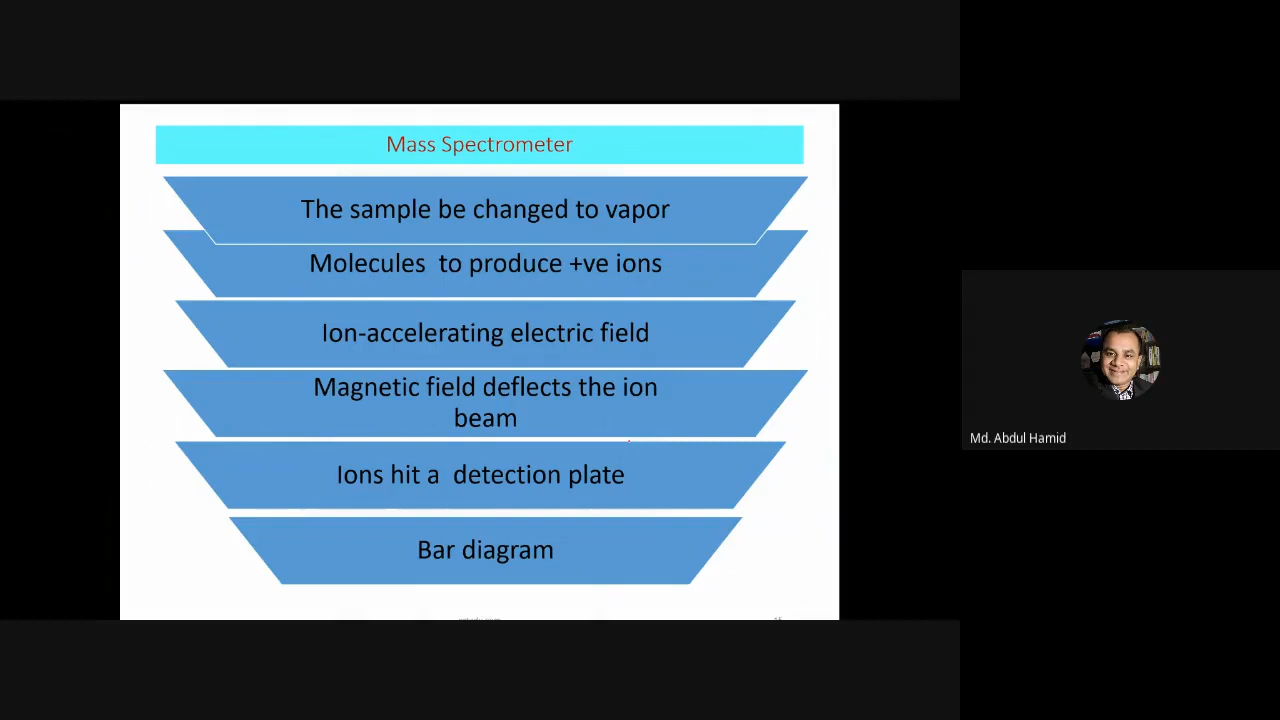 Mass Spectrometer
The sample be changed to vapor
Molecules to produce +ve ions
Ion-accelerating electric field
Magnetic field deflects the ion
beam
Ions hit a detection plate
Bar diagram
Md. Abdul Hamid